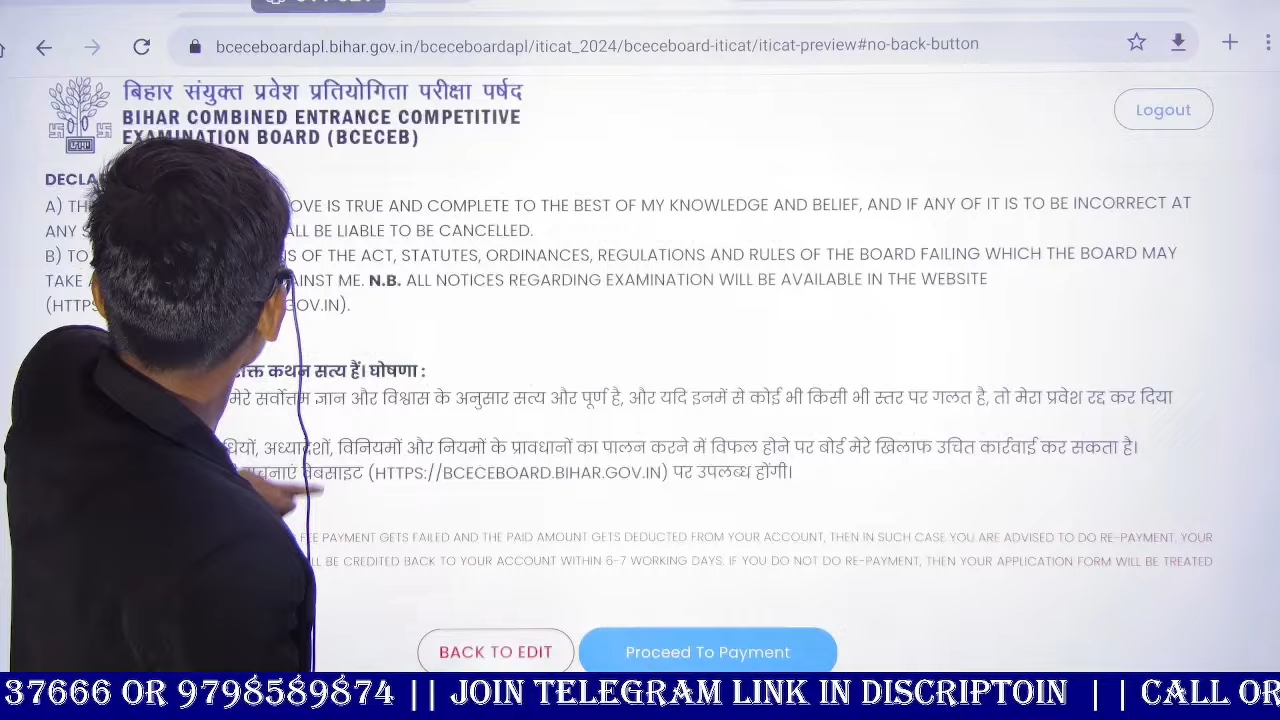 bceceboardapl.bihar.gov.in/bceceboardapl/iticat_2024/bceceboard-iticat/iticat-preview#no-back-button
बिहार संयुक्त प्रवेश प्रतियोगिता परीक्षा पर्षद
BIHAR COMBINED ENTRANCE COMPETITIVE
EXAMINATION BOARD (BCECEB)
Logout
DECLA
A) TH OVE IS TRUE AND COMPLETE TO THE BEST OF MY KNOWLEDGE AND BELIEF, AND IF ANY OF IT IS TO BE INCORRECT AT
ANY S ALL BE LIABLE TO BE CANCELLED.
B) TO NS OF THE ACT, STATUTES, ORDINANCES, REGULATIONS AND RULES OF THE BOARD FAILING WHICH THE BOARD MAY
TAKE AINST ME. N.B. ALL NOTICES REGARDING EXAMINATION WILL BE AVAILABLE IN THE WEBSITE
(HTTPS GOV.IN).
कथन सत्य हैं। घोषणा :
मेरे सर्वोत्तम ज्ञान और विश्वास के अनुसार सत्य और पूर्ण है, और यदि इनमें से कोई भी किसी भी स्तर पर गलत है, तो मेरा प्रवेश रद्द कर दिया
धियों, अध्यादेशों, विनियमों और नियमों के प्रावधानों का पालन करने में विफल होने पर बोर्ड मेरे खिलाफ उचित कार्रवाई कर सकता है।
वेबसाइट (HTTPS://BCECEBOARD.BIHAR.GOV.IN) पर उपलब्ध होंगी।
FEE PAYMENT GETS FAILED AND THE PAID AMOUNT GETS DEDUCTED FROM YOUR ACCOUNT, THEN IN SUCH CASE YOU ARE ADVISED TO DO RE-PAYMENT. YOUR
BE CREDITED BACK TO YOUR ACCOUNT WITHIN 6-7 WORKING DAYS. IF YOU DO NOT DO RE-PAYMENT, THEN YOUR APPLICATION FORM WILL BE TREATED
BACK TO EDIT
Proceed To Payment
37666 OR 9798589874 || JOIN TELEGRAM LINK IN DISCRIPTOIN || CALL OR